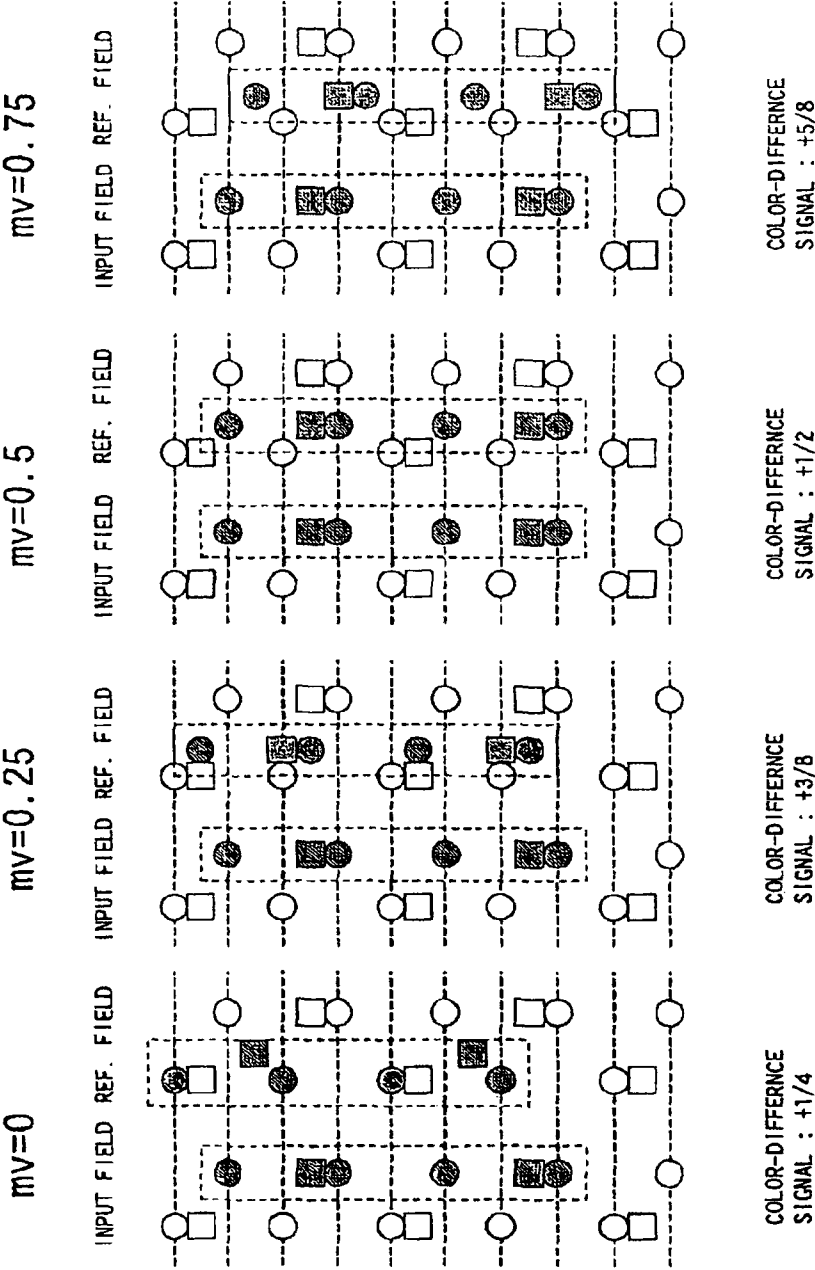 mv=0
INPUT FIELD REF. FIELD
COLOR-DIFFERNCE
SIGNAL : +1/4
mv=0.25
INPUT FIELD REF. FIELD
COLOR-DIFFERNCE
SIGNAL : +3/8
mv=0.5
INPUT FIELD REF. FIELD
COLOR-DIFFERNCE
SIGNAL : +1/2
mv=0.75
INPUT FIELD REF. FIELD
COLOR-DIFFERNCE
SIGNAL : +5/8